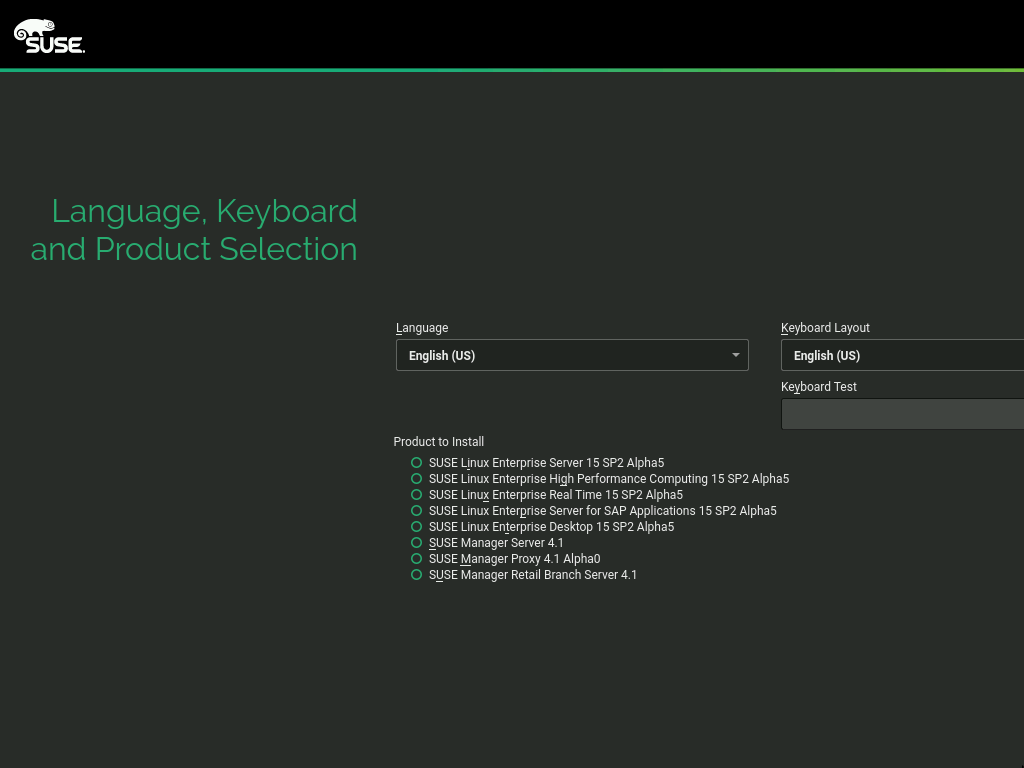 SUSE.
Language, Keyboard
and Product Selection
Language
Keyboard Layout
English (US)
English (US)
Keyboard Test
Product to Install
SUSE Linux Enterprise Server 15 SP2 Alpha5
SUSE Linux Enterprise High Performance Computing 15 SP2 Alpha5
SUSE Linux Enterprise Real Time 15 SP2 Alpha5
SUSE Linux Enterprise Server for SAP Applications 15 SP2 Alpha5
SUSE Linux Enterprise Desktop 15 SP2 Alpha5
SUSE Manager Server 4.1
SUSE Manager Proxy 4.1 Alpha0
SUSE Manager Retail Branch Server 4.1